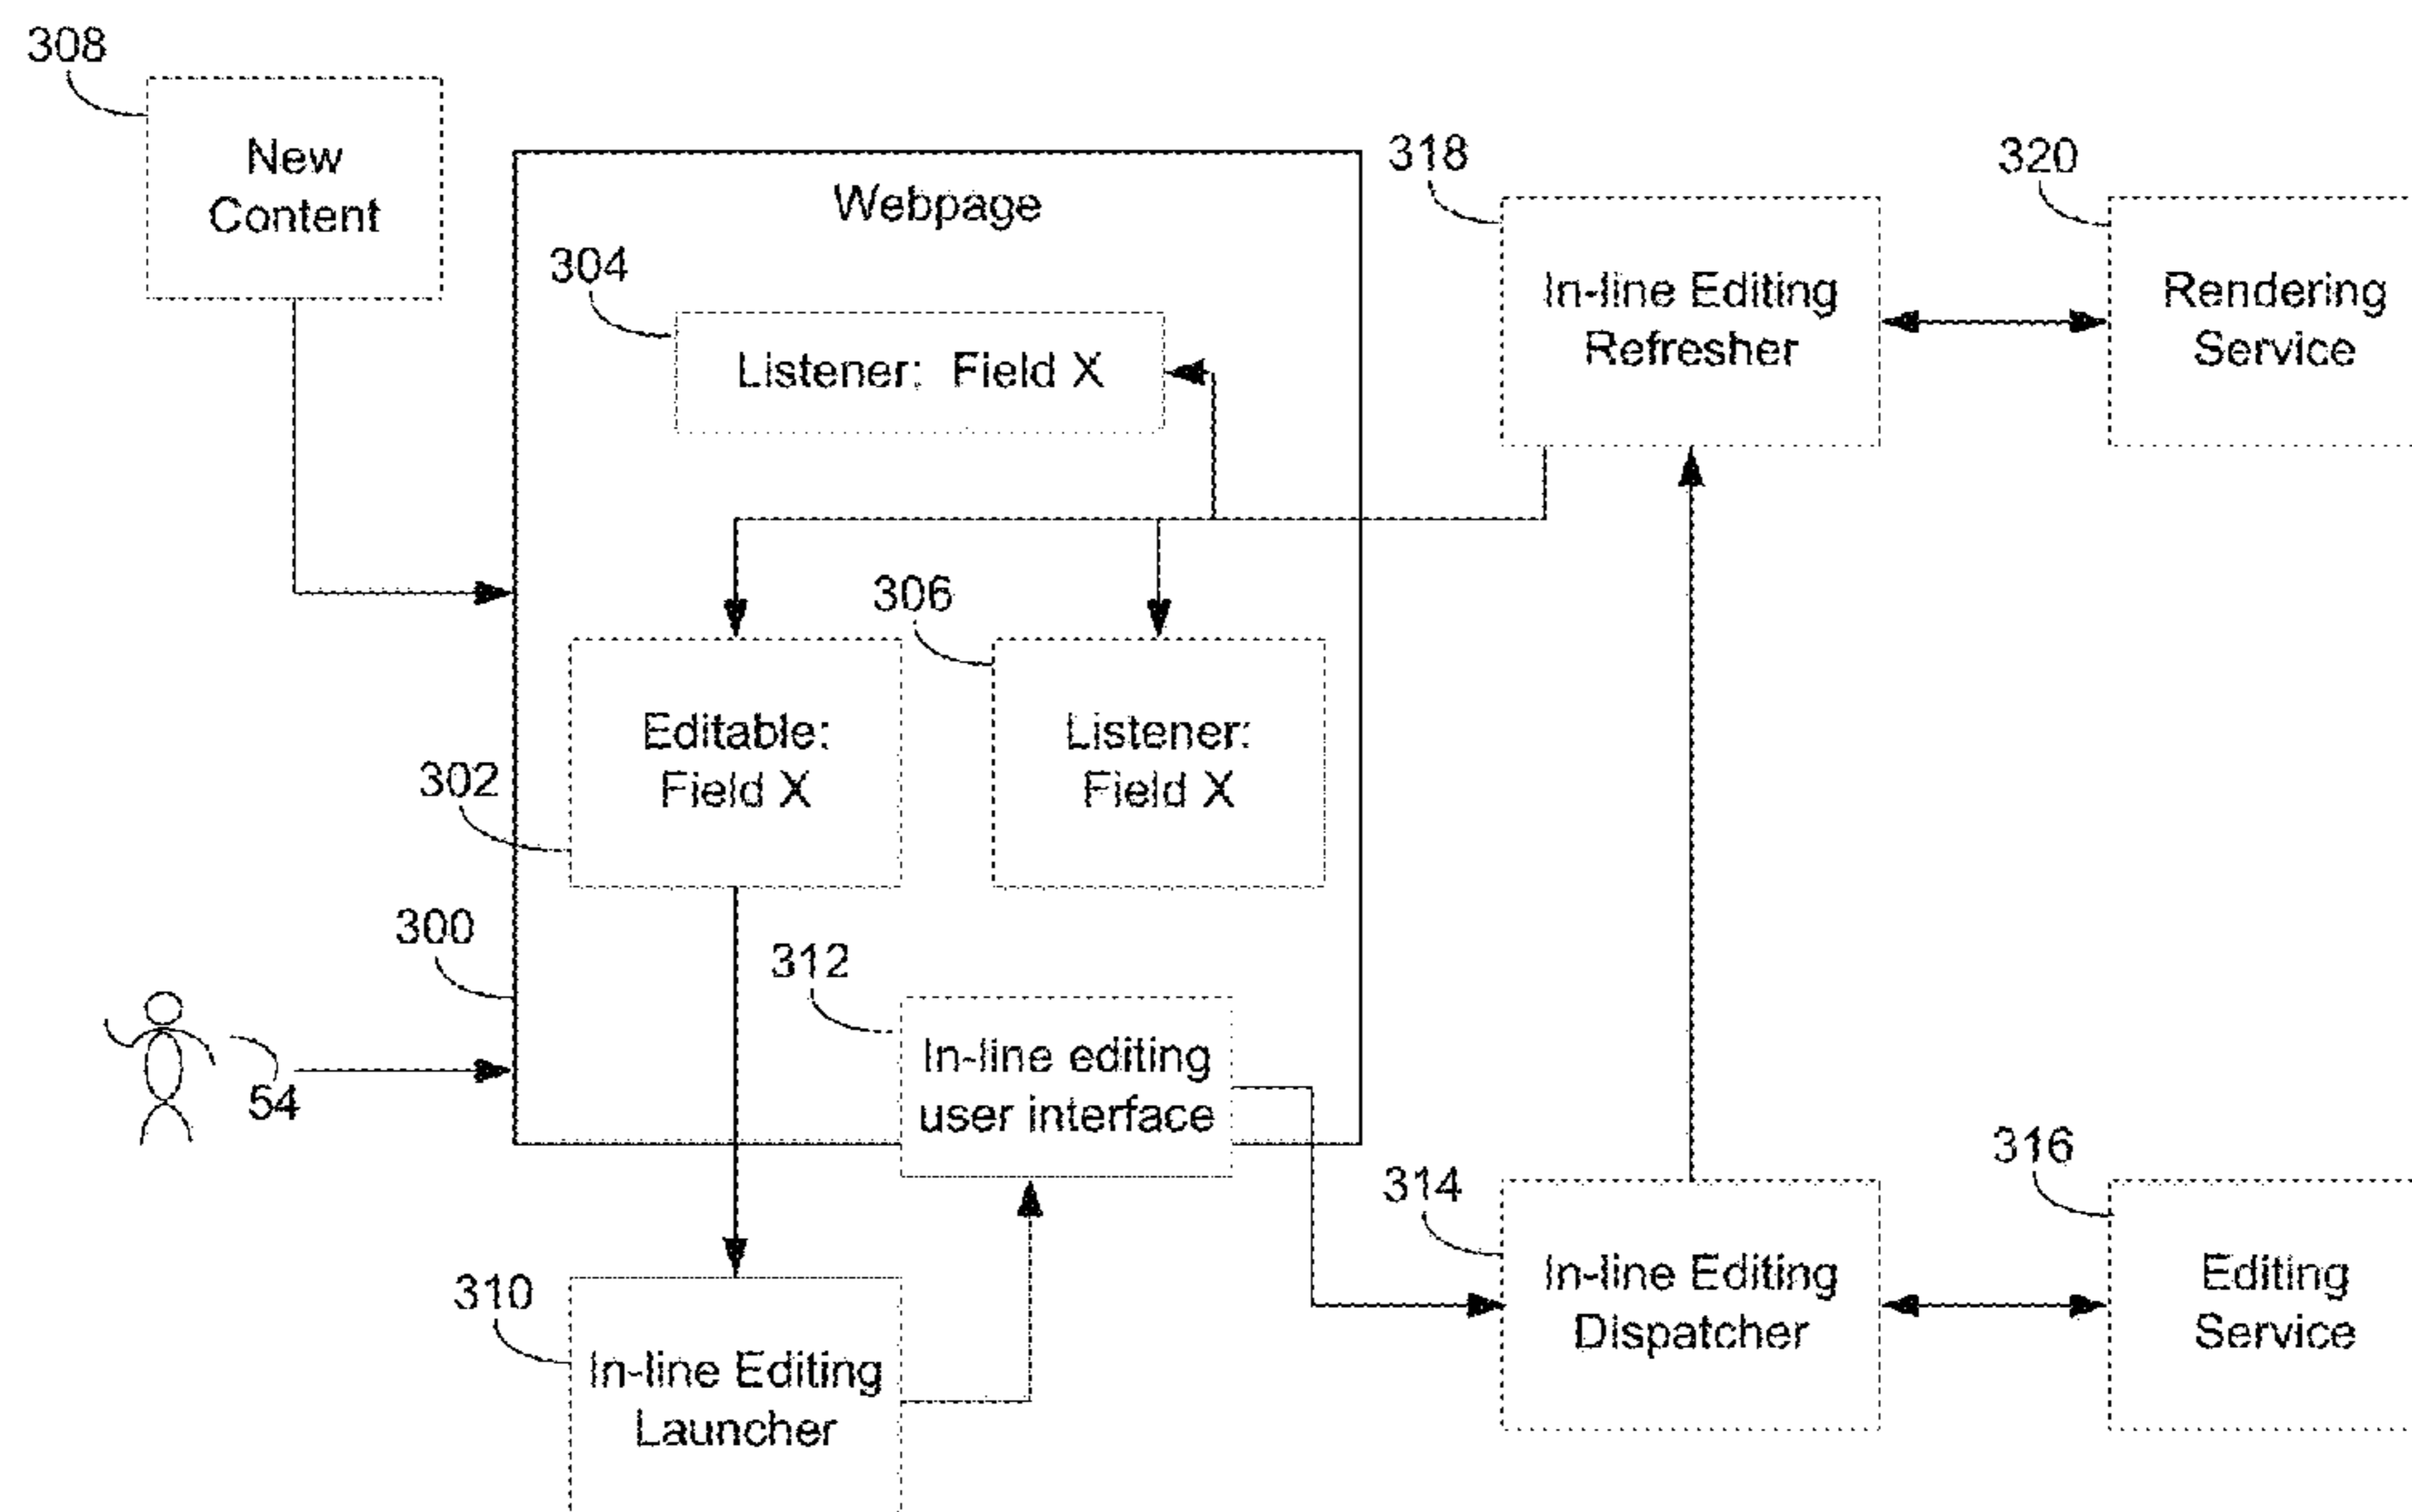 308
New
Content
Webpage
318
320
304
Listener: Field X
In-line Editing
Refresher
Rendering
Service
306
302
Editable:
Field X
Listener:
Field X
300
312
54
In-line editing
user interface
314
316
310
In-line Editing
Launcher
In-line Editing
Dispatcher
Editing
Service